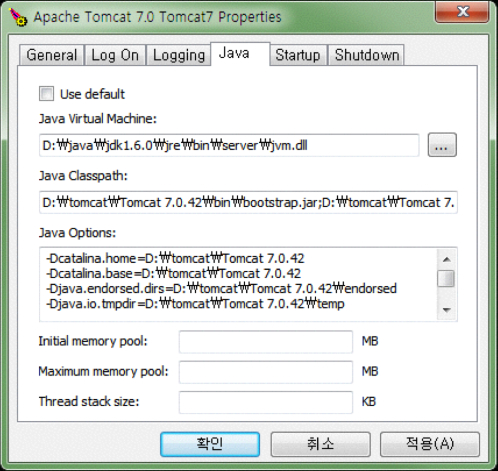 Apache Tomcat 7.0 Tomcat7 Properties
General Log On Logging Java Startup Shutdown
Use default
Java Virtual Machine:
D:₩java₩jdk1.6.0₩jre₩bin₩server₩jvm.dll
...
Java Classpath:
D:₩tomcat₩Tomcat 7.0.42₩bin₩bootstrap.jar;D:₩tomcat₩Tomcat 7.
Java Options:
-Dcatalina.home=D:₩tomcat₩Tomcat 7.0.42
-Dcatalina.base=D:₩tomcat₩Tomcat 7.0.42
-Djava.endorsed.dirs=D:₩tomcat₩Tomcat 7.0.42₩endorsed
-Djava.io.tmpdir=D:₩tomcat₩Tomcat 7.0.42₩temp
Initial memory pool: MB
Maximum memory pool: MB
Thread stack size: KB
확인 취소 적용(A)